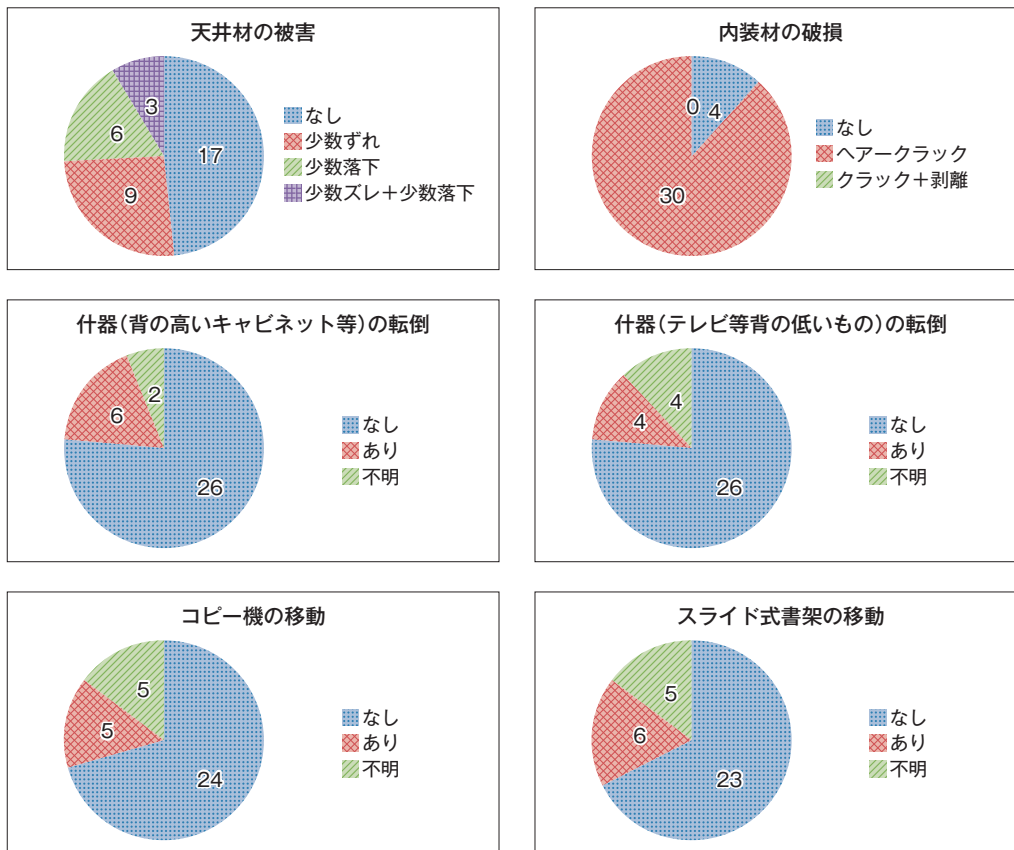 天井材の被害
3
6
17
9
なし
少数ずれ
少数落下
少数ズレ＋少数落下
内装材の破損
0
4
30
なし
ヘアークラック
クラック＋剥離
什器（背の高いキャビネット等）の転倒
2
6
26
なし
あり
不明
什器（テレビ等背の低いもの）の転倒
4
4
26
なし
あり
不明
コピー機の移動
5
5
24
なし
あり
不明
スライド式書架の移動
5
6
23
なし
あり
不明